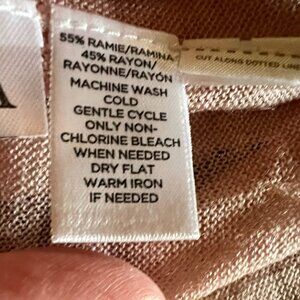 55% RAMIE/RAMINA
45% RAYON/
RAYONNE/RAYÓN
MACHINE WASH
COLD
GENTLE CYCLE
ONLY NON-
CHLORINE BLEACH
WHEN NEEDED
DRY FLAT
WARM IRON
IF NEEDED
CUT ALONG DOTTED LINE